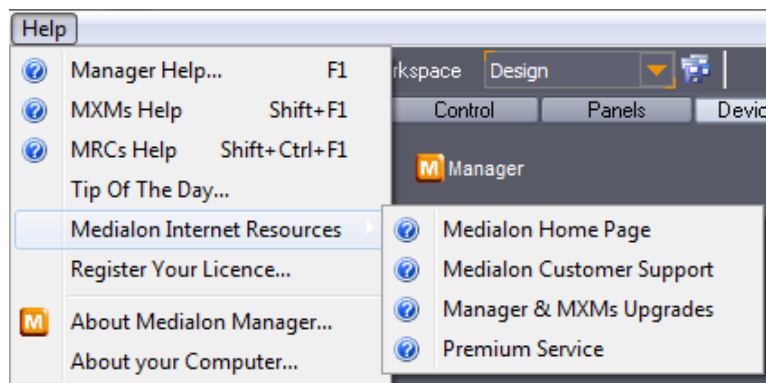 Help
Manager Help... F1
rkspace Design
MXMs Help Shift+F1
Control Panels Devic
MRCs Help Shift+Ctrl+F1
M Manager
Tip Of The Day...
Medialon Internet Resources
Medialon Home Page
Register Your Licence...
Medialon Customer Support
M About Medialon Manager...
Manager & MXMs Upgrades
About your Computer...
Premium Service